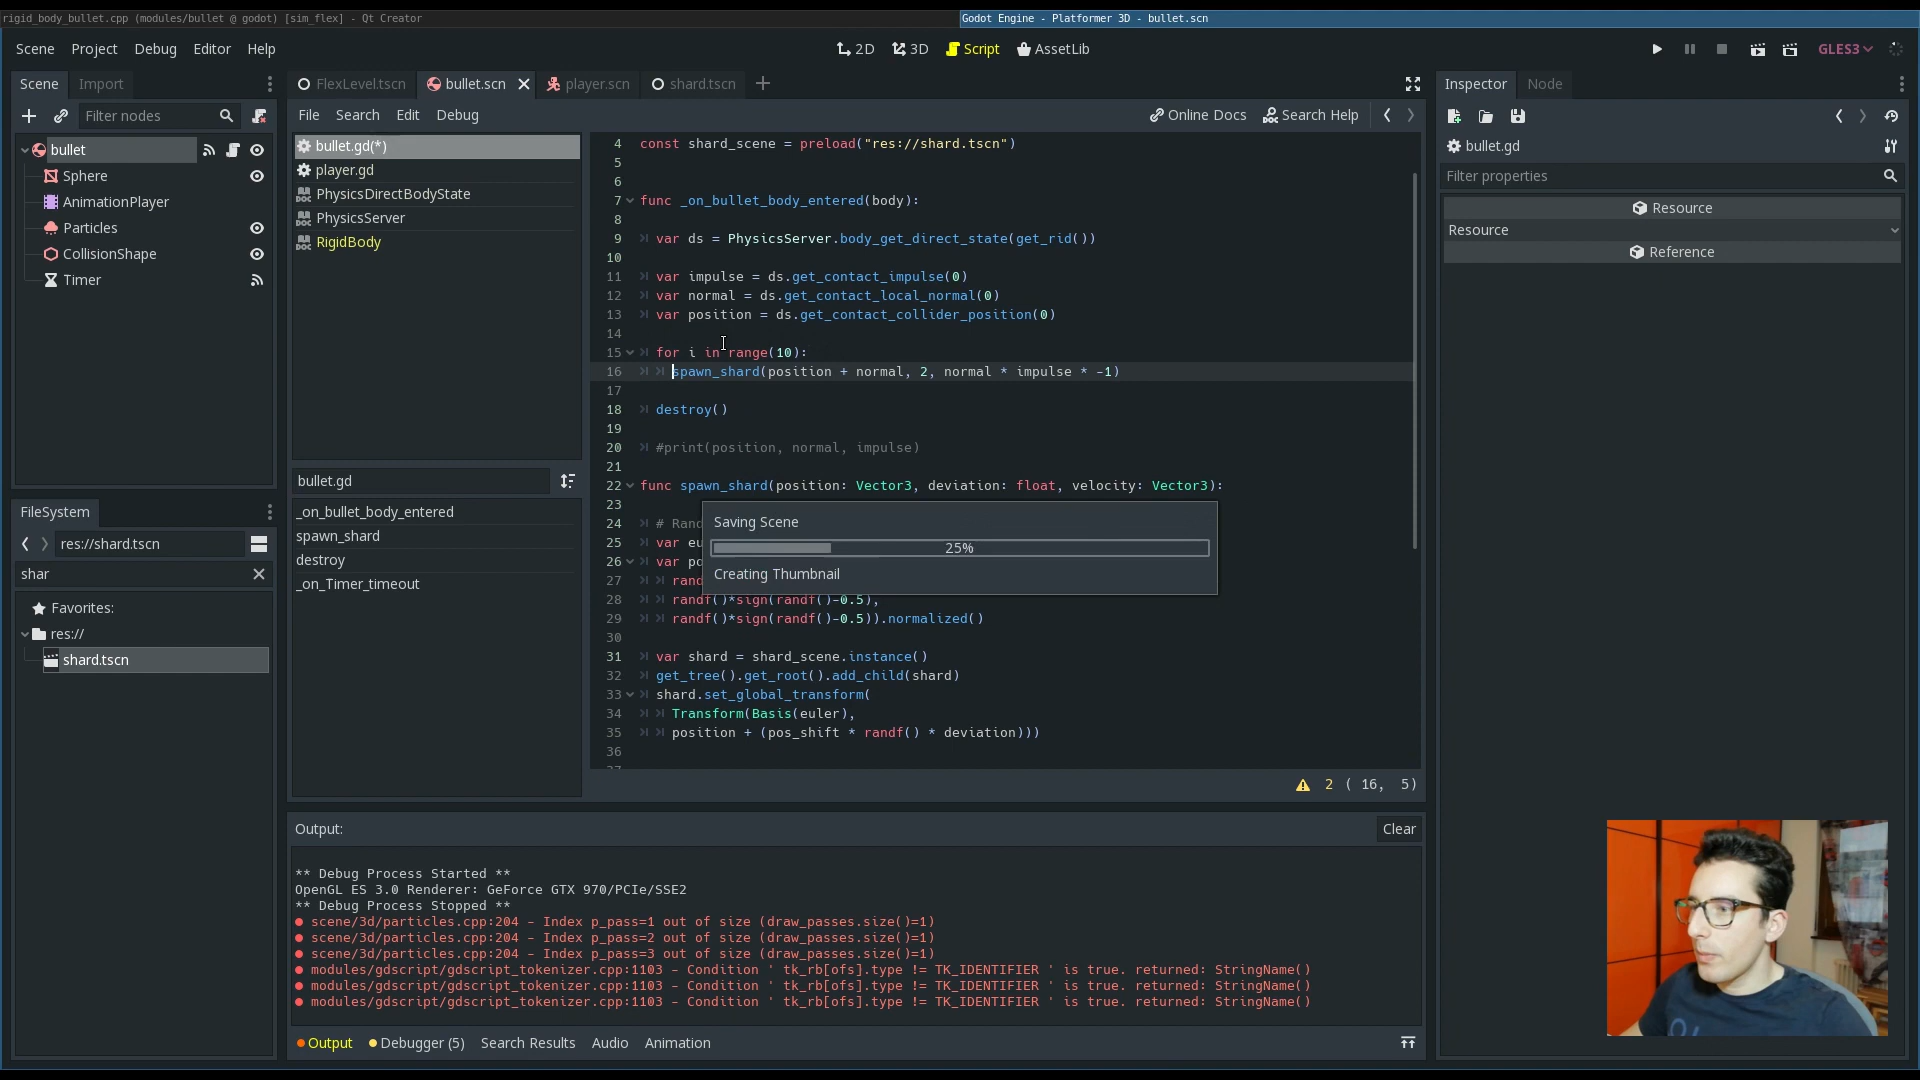 rigid_body_bullet.cpp (modules/bullet @ godot) [sim_flex] - Qt Creator
Godot Engine - Platformer 3D - bullet.scn
Scene Project Debug Editor Help
2D 3D Script AssetLib
GLES3
Scene Import
Filter nodes
bullet
Sphere
AnimationPlayer
Particles
CollisionShape
Timer
FileSystem
res://shard.tscn
shar
Favorites:
res://
shard.tscn
FlexLevel.tscn bullet.scn player.scn shard.tscn
File Search Edit Debug
Online Docs Search Help
bullet.gd(*)
player.gd
PhysicsDirectBodyState
PhysicsServer
RigidBody
bullet.gd
_on_bullet_body_entered
spawn_shard
destroy
_on_Timer_timeout
4 const shard_scene = preload("res://shard.tscn")
5
6
7 func _on_bullet_body_entered(body):
8
9 var ds = PhysicsServer.body_get_direct_state(get_rid())
10
11 var impulse = ds.get_contact_impulse(0)
12 var normal = ds.get_contact_local_normal(0)
13 var position = ds.get_contact_collider_position(0)
14
15 for i in range(10):
16 spawn_shard(position + normal, 2, normal * impulse * -1)
17
18 destroy()
19
20 #print(position, normal, impulse)
21
22 func spawn_shard(position: Vector3, deviation: float, velocity: Vector3):
23
24 # Rand
25 var eu
26 var po
27 rand
28 randf()*sign(randf()-0.5),
29 randf()*sign(randf()-0.5)).normalized()
30
31 var shard = shard_scene.instance()
32 get_tree().get_root().add_child(shard)
33 shard.set_global_transform(
34 Transform(Basis(euler),
35 position + (pos_shift * randf() * deviation)))
36
Saving Scene
25%
Creating Thumbnail
2 ( 16, 5)
Output:
Clear
** Debug Process Started **
OpenGL ES 3.0 Renderer: GeForce GTX 970/PCIe/SSE2
** Debug Process Stopped **
scene/3d/particles.cpp:204 - Index p_pass=1 out of size (draw_passes.size()=1)
scene/3d/particles.cpp:204 - Index p_pass=2 out of size (draw_passes.size()=1)
scene/3d/particles.cpp:204 - Index p_pass=3 out of size (draw_passes.size()=1)
modules/gdscript/gdscript_tokenizer.cpp:1103 - Condition ' tk_rb[ofs].type != TK_IDENTIFIER ' is true. returned: StringName()
modules/gdscript/gdscript_tokenizer.cpp:1103 - Condition ' tk_rb[ofs].type != TK_IDENTIFIER ' is true. returned: StringName()
modules/gdscript/gdscript_tokenizer.cpp:1103 - Condition ' tk_rb[ofs].type != TK_IDENTIFIER ' is true. returned: StringName()
Output Debugger (5) Search Results Audio Animation
Inspector Node
bullet.gd
Filter properties
Resource
Resource
Reference